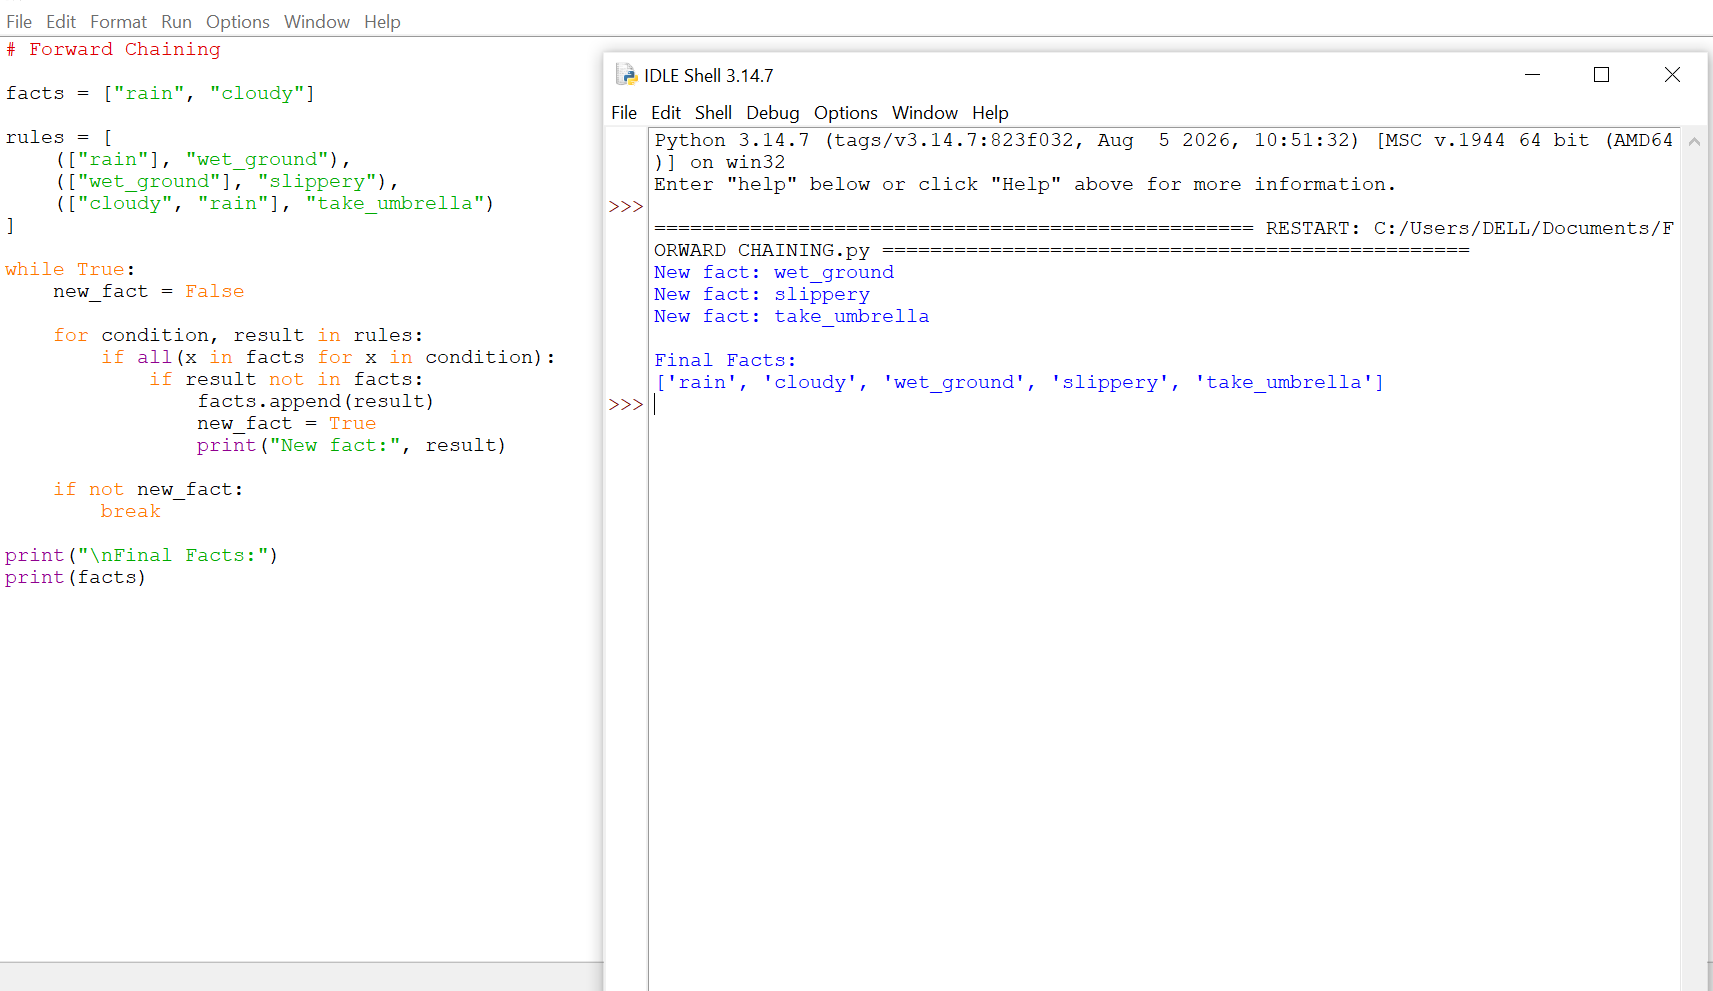 File Edit Format Run Options Window Help
# Forward Chaining
facts = ["rain", "cloudy"]
rules = [
    (["rain"], "wet_ground"),
    (["wet_ground"], "slippery"),
    (["cloudy", "rain"], "take_umbrella")
]
while True:
    new_fact = False
    for condition, result in rules:
        if all(x in facts for x in condition):
            if result not in facts:
                facts.append(result)
                new_fact = True
                print("New fact:", result)
    if not new_fact:
        break
print("\nFinal Facts:")
print(facts)
IDLE Shell 3.14.7
File Edit Shell Debug Options Window Help
Python 3.14.7 (tags/v3.14.7:823f032, Aug  5 2026, 10:51:32) [MSC v.1944 64 bit (AMD64
)] on win32
Enter "help" below or click "Help" above for more information.
>>>
================================================== RESTART: C:/Users/DELL/Documents/F
ORWARD CHAINING.py =================================================
New fact: wet_ground
New fact: slippery
New fact: take_umbrella
Final Facts:
['rain', 'cloudy', 'wet_ground', 'slippery', 'take_umbrella']
>>>